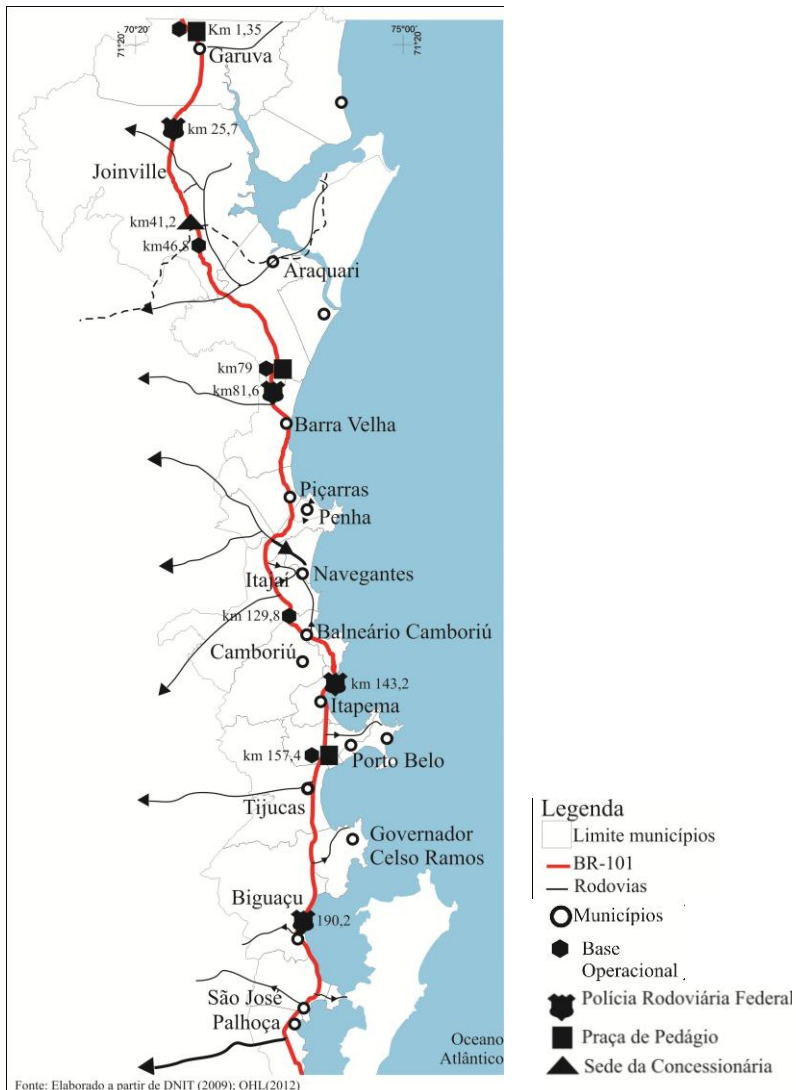 70°20'
71°20'
75°00'
71°20'
Km 1,35
Garuva
km 25,7
Joinville
km41,2
km46,8
Araquari
km79
km81,6
Barra Velha
Piçarras
Penha
Itajaí
Navegantes
km 129,8
Balneário Camboriú
Camboriú
km 143,2
Itapema
km 157,4
Porto Belo
Tijucas
Governador
Celso Ramos
Biguaçu
190,2
São José
Palhoça
Oceano
Atlântico
Fonte: Elaborado a partir de DNIT (2009); OHL(2012)
Legenda
Limite municípios
BR-101
Rodovias
Municípios
Base
Operacional
Polícia Rodoviária Federal
Praça de Pedágio
Sede da Concessionária